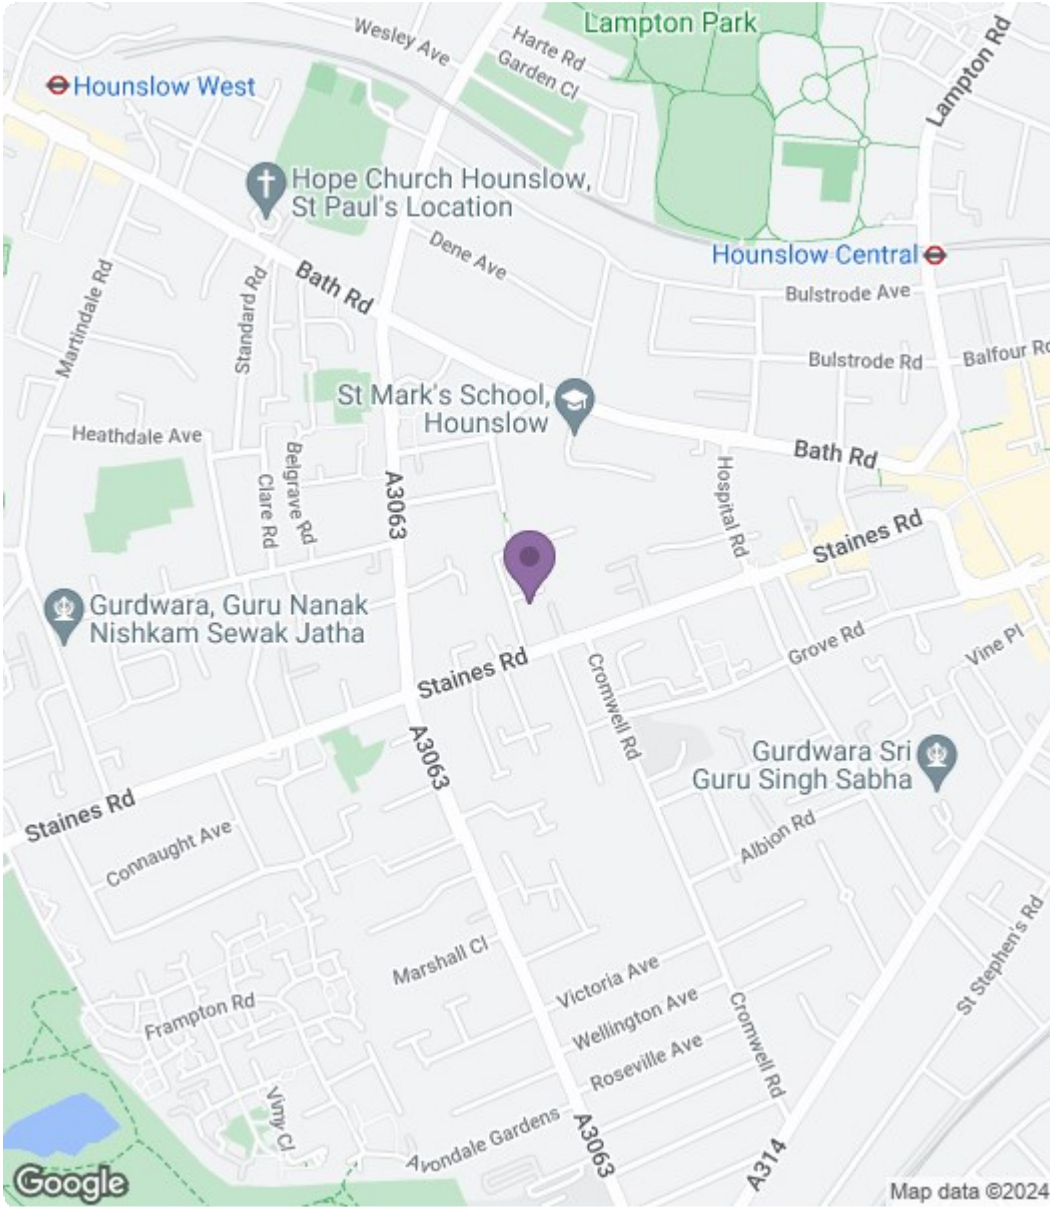 Lampton Park
Wesley Ave
Harte Rd
Garden Cl
Lampton Rd
Hounslow West
Hope Church Hounslow,
St Paul's Location
Dene Ave
Hounslow Central
Bath Rd
Bulstrode Ave
Martindale Rd
Standard Rd
Bulstrode Rd
Balfour Rd
St Mark's School,
Hounslow
Heathdale Ave
Belgrave Rd
Clare Rd
A3063
Hospital Rd
Bath Rd
Staines Rd
Gurdwara, Guru Nanak
Nishkam Sewak Jatha
Grove Rd
Vine Pl
Staines Rd
Cromwell Rd
A3063
Gurdwara Sri
Guru Singh Sabha
Staines Rd
Connaught Ave
Albion Rd
St Stephen's Rd
Marshall Cl
Victoria Ave
Frampton Rd
Wellington Ave
Cromwell Rd
Roseville Ave
Vimy Cl
Avondale Gardens
A3063
A314
Google
Map data ©2024